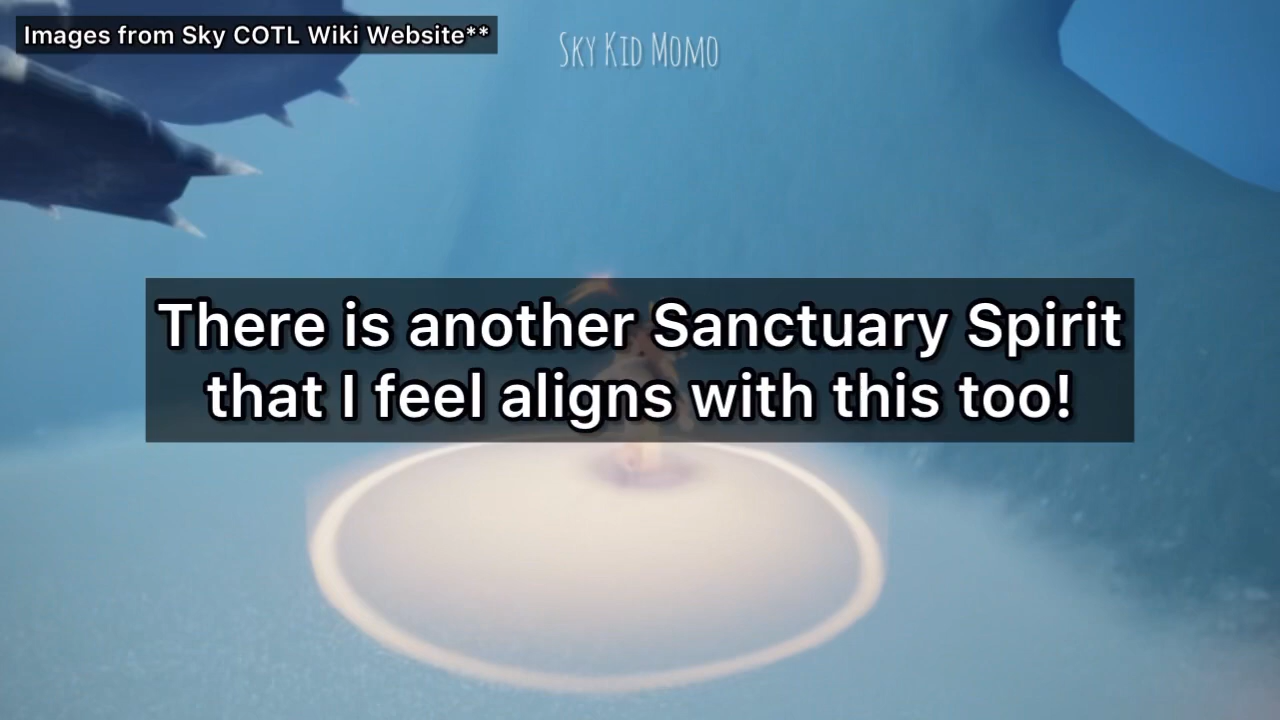 Images from Sky COTL Wiki Website**
Sky Kid Momo
There is another Sanctuary Spirit
that I feel aligns with this too!